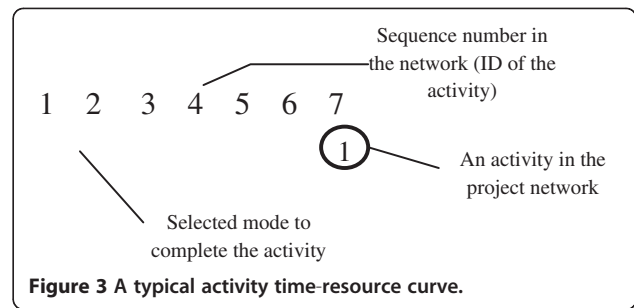 Sequence number in
the network (ID of the
activity)
1 2 3 4 5 6 7
1
An activity in the
project network
Selected mode to
complete the activity
Figure 3 A typical activity time-resource curve.